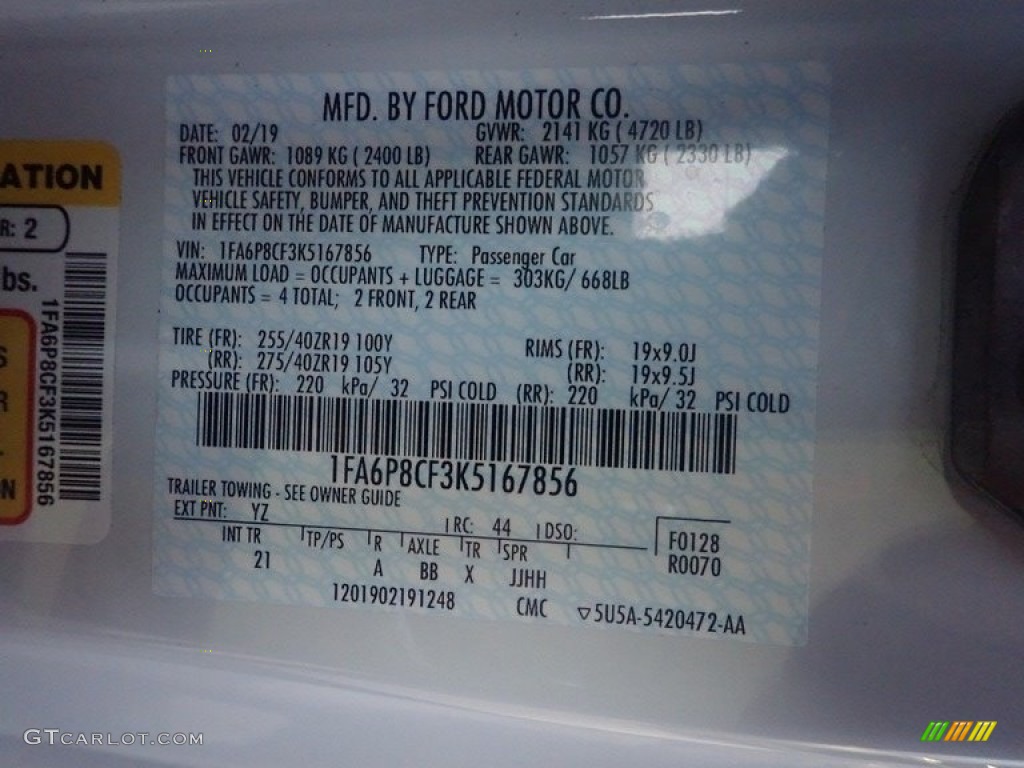 MFD. BY FORD MOTOR CO.
DATE: 02/19 GVWR: 2141 KG ( 4720 LB)
FRONT GAWR: 1089 KG ( 2400 LB) REAR GAWR: 1057 KG ( 2330 LB)
THIS VEHICLE CONFORMS TO ALL APPLICABLE FEDERAL MOTOR
VEHICLE SAFETY, BUMPER, AND THEFT PREVENTION STANDARDS
IN EFFECT ON THE DATE OF MANUFACTURE SHOWN ABOVE.
VIN: 1FA6P8CF3K5167856 TYPE: Passenger Car
MAXIMUM LOAD = OCCUPANTS + LUGGAGE = 303KG/ 668LB
OCCUPANTS = 4 TOTAL; 2 FRONT, 2 REAR
TIRE (FR): 255/40ZR19 100Y RIMS (FR): 19x9.0J
(RR): 275/40ZR19 105Y (RR): 19x9.5J
PRESSURE (FR): 220 kPa/ 32 PSI COLD (RR): 220 kPa/ 32 PSI COLD
1FA6P8CF3K5167856
TRAILER TOWING - SEE OWNER GUIDE
EXT PNT: YZ RC: 44 DSO: F0128
INT TR TP/PS R AXLE TR SPR R0070
21 A BB X JJHH
1201902191248 CMC ▽5U5A-5420472-AA
ATION
R: 2
bs.
1FA6P8CF3K5167856
S
R
N
GTCARLOT.COM